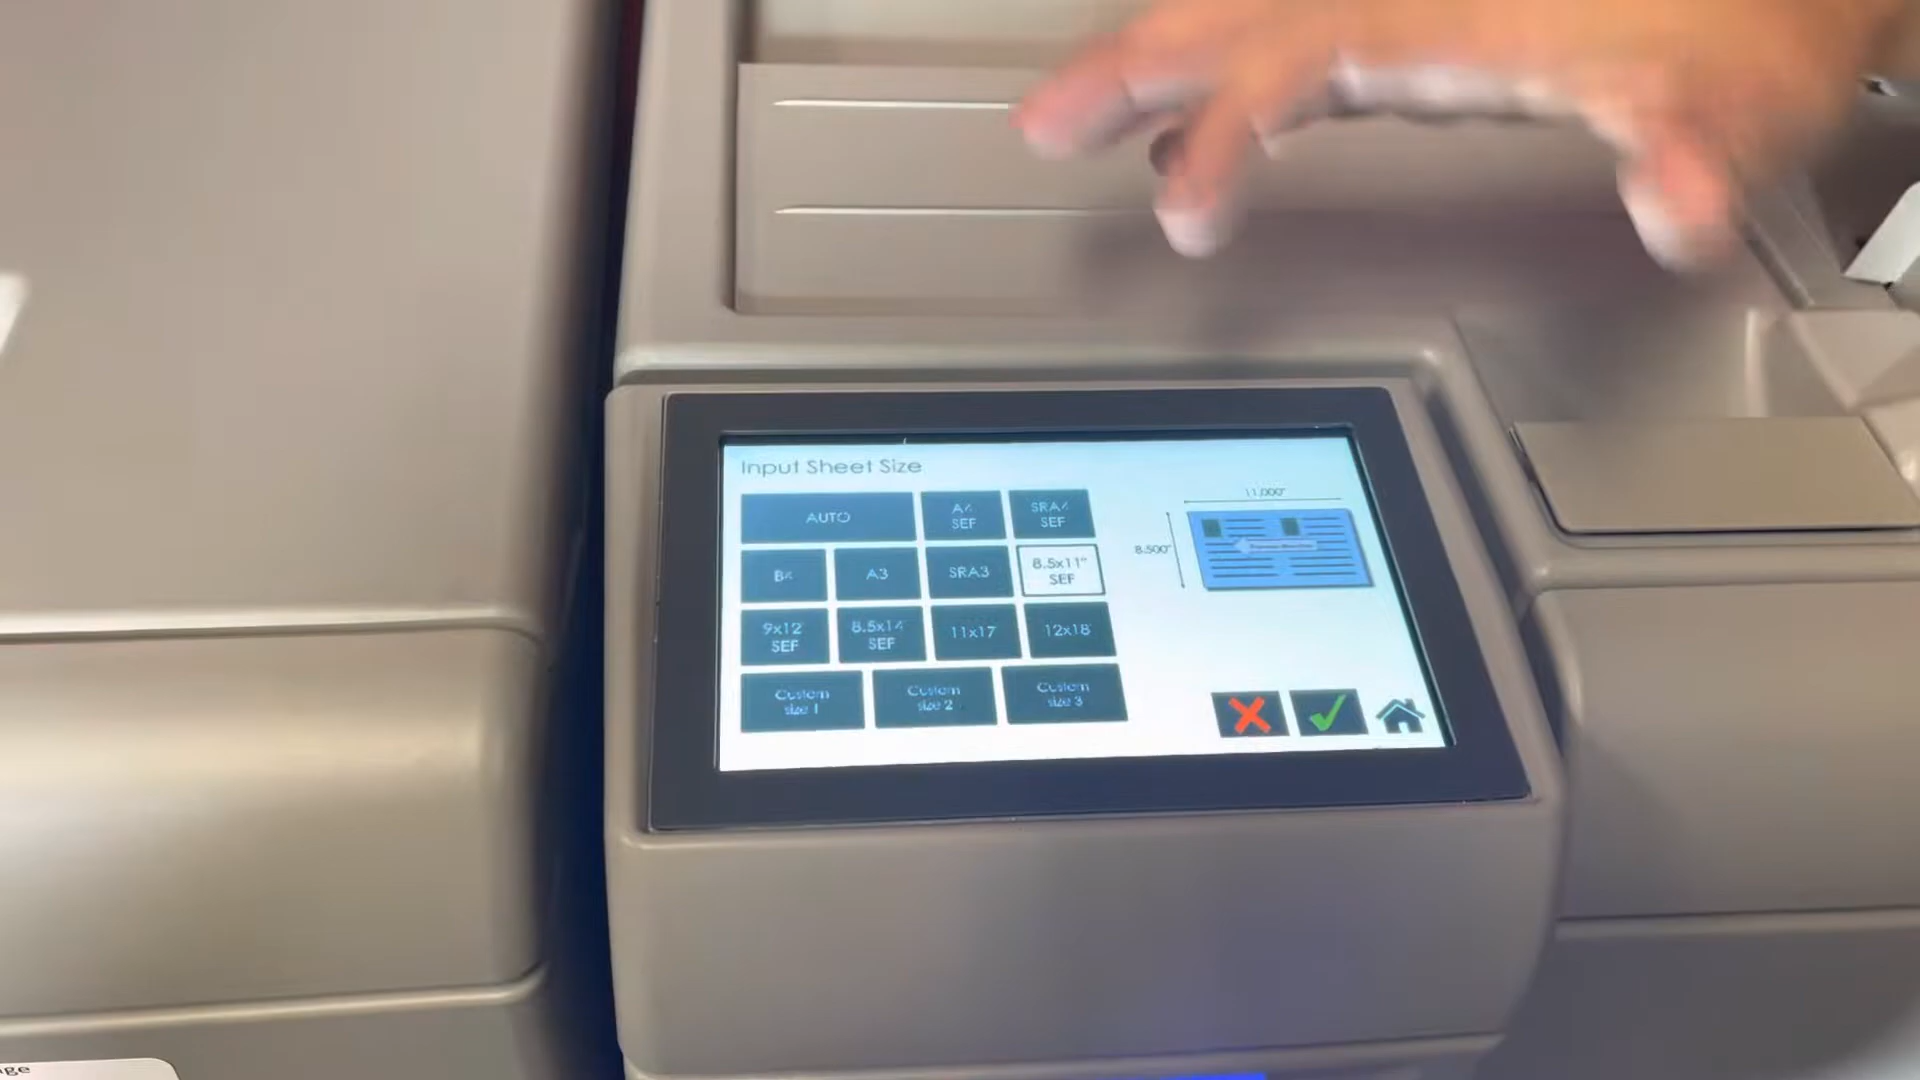 Input Sheet Size
AUTO
A4
SEF
SRA4
SEF
B4
A3
SRA3
8.5x11"
SEF
9x12
SEF
8.5x14
SEF
11x17
12x18
Custom
size 1
Custom
size 2
Custom
size 3
11.000"
8.500"
ge